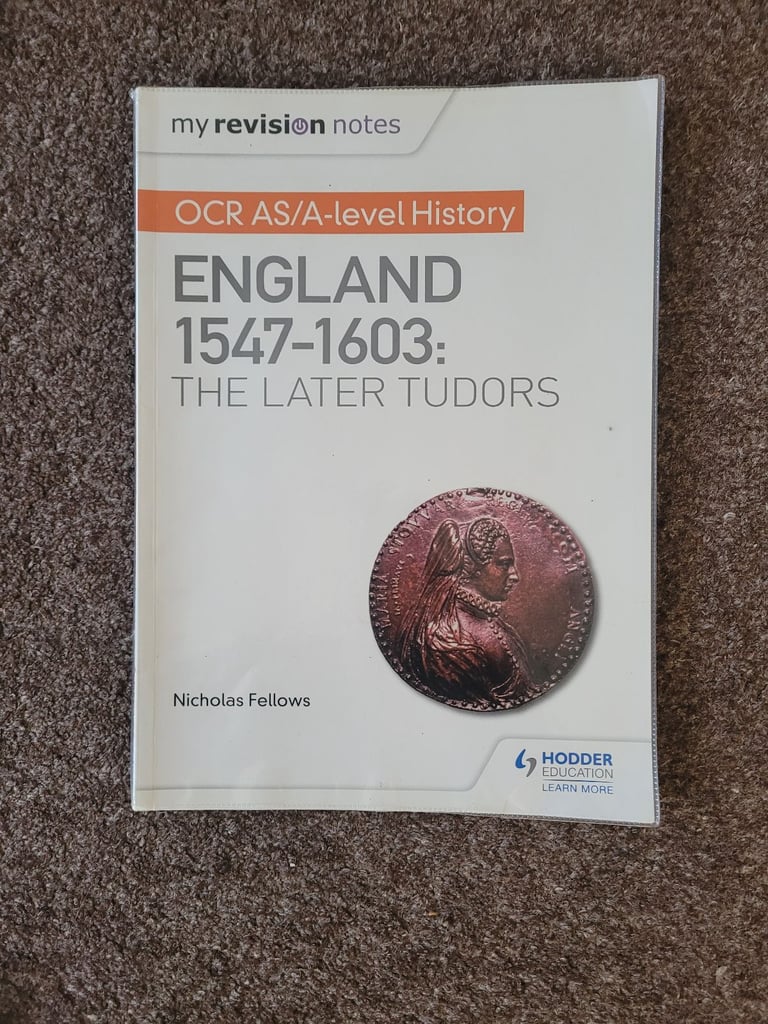 my revision notes
OCR AS/A-level History
ENGLAND
1547–1603:
THE LATER TUDORS
Nicholas Fellows
HODDER
EDUCATION
LEARN MORE